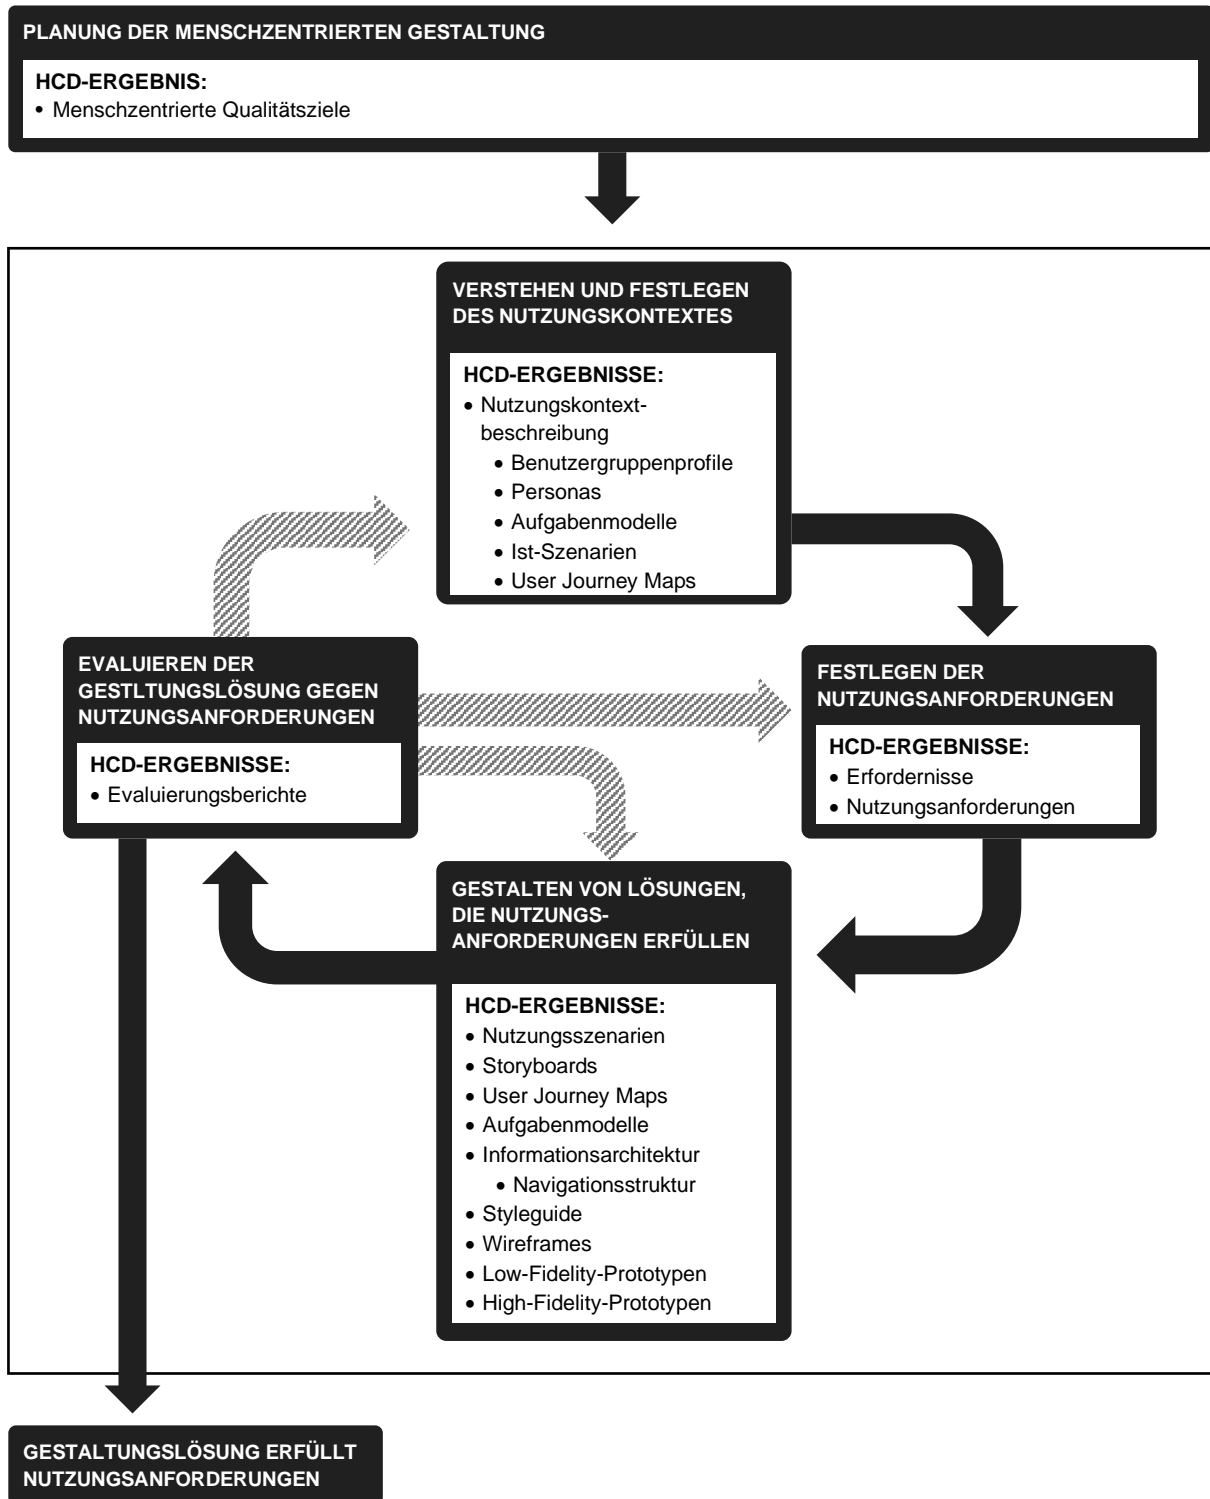 PLANUNG DER MENSCHZENTRIERTEN GESTALTUNG
HCD-ERGEBNIS:
• Menschzentrierte Qualitätsziele
VERSTEHEN UND FESTLEGEN
DES NUTZUNGSKONTEXTES
HCD-ERGEBNISSE:
• Nutzungskontext-
beschreibung
• Benutzergruppenprofile
• Personas
• Aufgabenmodelle
• Ist-Szenarien
• User Journey Maps
EVALUIEREN DER
GESTLTUNGSLÖSUNG GEGEN
NUTZUNGSANFORDERUNGEN
HCD-ERGEBNISSE:
• Evaluierungsberichte
FESTLEGEN DER
NUTZUNGSANFORDERUNGEN
HCD-ERGEBNISSE:
• Erfordernisse
• Nutzungsanforderungen
GESTALTEN VON LÖSUNGEN,
DIE NUTZUNGS-
ANFORDERUNGEN ERFÜLLEN
HCD-ERGEBNISSE:
• Nutzungsszenarien
• Storyboards
• User Journey Maps
• Aufgabenmodelle
• Informationsarchitektur
• Navigationsstruktur
• Styleguide
• Wireframes
• Low-Fidelity-Prototypen
• High-Fidelity-Prototypen
GESTALTUNGSLÖSUNG ERFÜLLT
NUTZUNGSANFORDERUNGEN